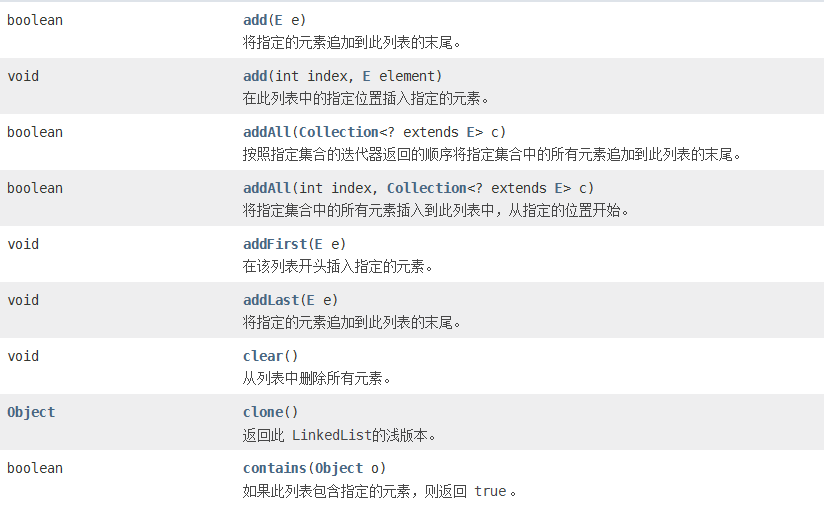 boolean add(E e)
将指定的元素追加到此列表的末尾。
void add(int index, E element)
在此列表中的指定位置插入指定的元素。
boolean addAll(Collection<? extends E> c)
按照指定集合的迭代器返回的顺序将指定集合中的所有元素追加到此列表的末尾。
boolean addAll(int index, Collection<? extends E> c)
将指定集合中的所有元素插入到此列表中，从指定的位置开始。
void addFirst(E e)
在该列表开头插入指定的元素。
void addLast(E e)
将指定的元素追加到此列表的末尾。
void clear()
从列表中删除所有元素。
Object clone()
返回此 LinkedList的浅版本。
boolean contains(Object o)
如果此列表包含指定的元素，则返回 true 。